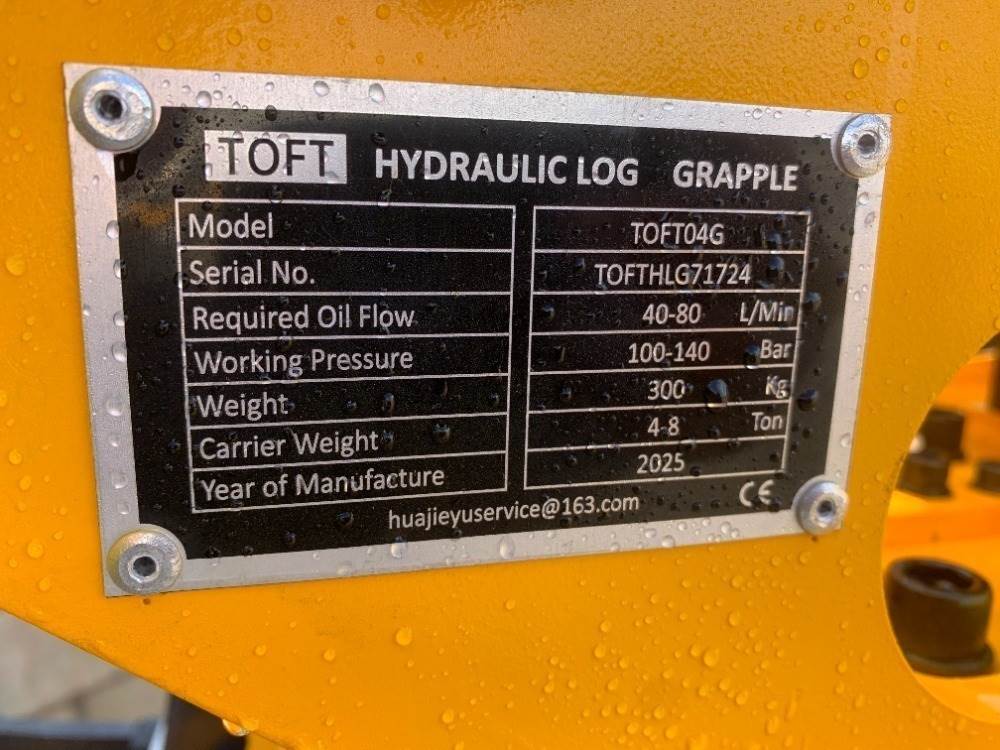 TOFT HYDRAULIC LOG GRAPPLE
Model TOFT04G
Serial No. TOFTHLG71724
Required Oil Flow 40-80 L/Min
Working Pressure 100-140 Bar
Weight 300 Kg
Carrier Weight 4-8 Ton
Year of Manufacture 2025
huajieyuservice@163.com CE